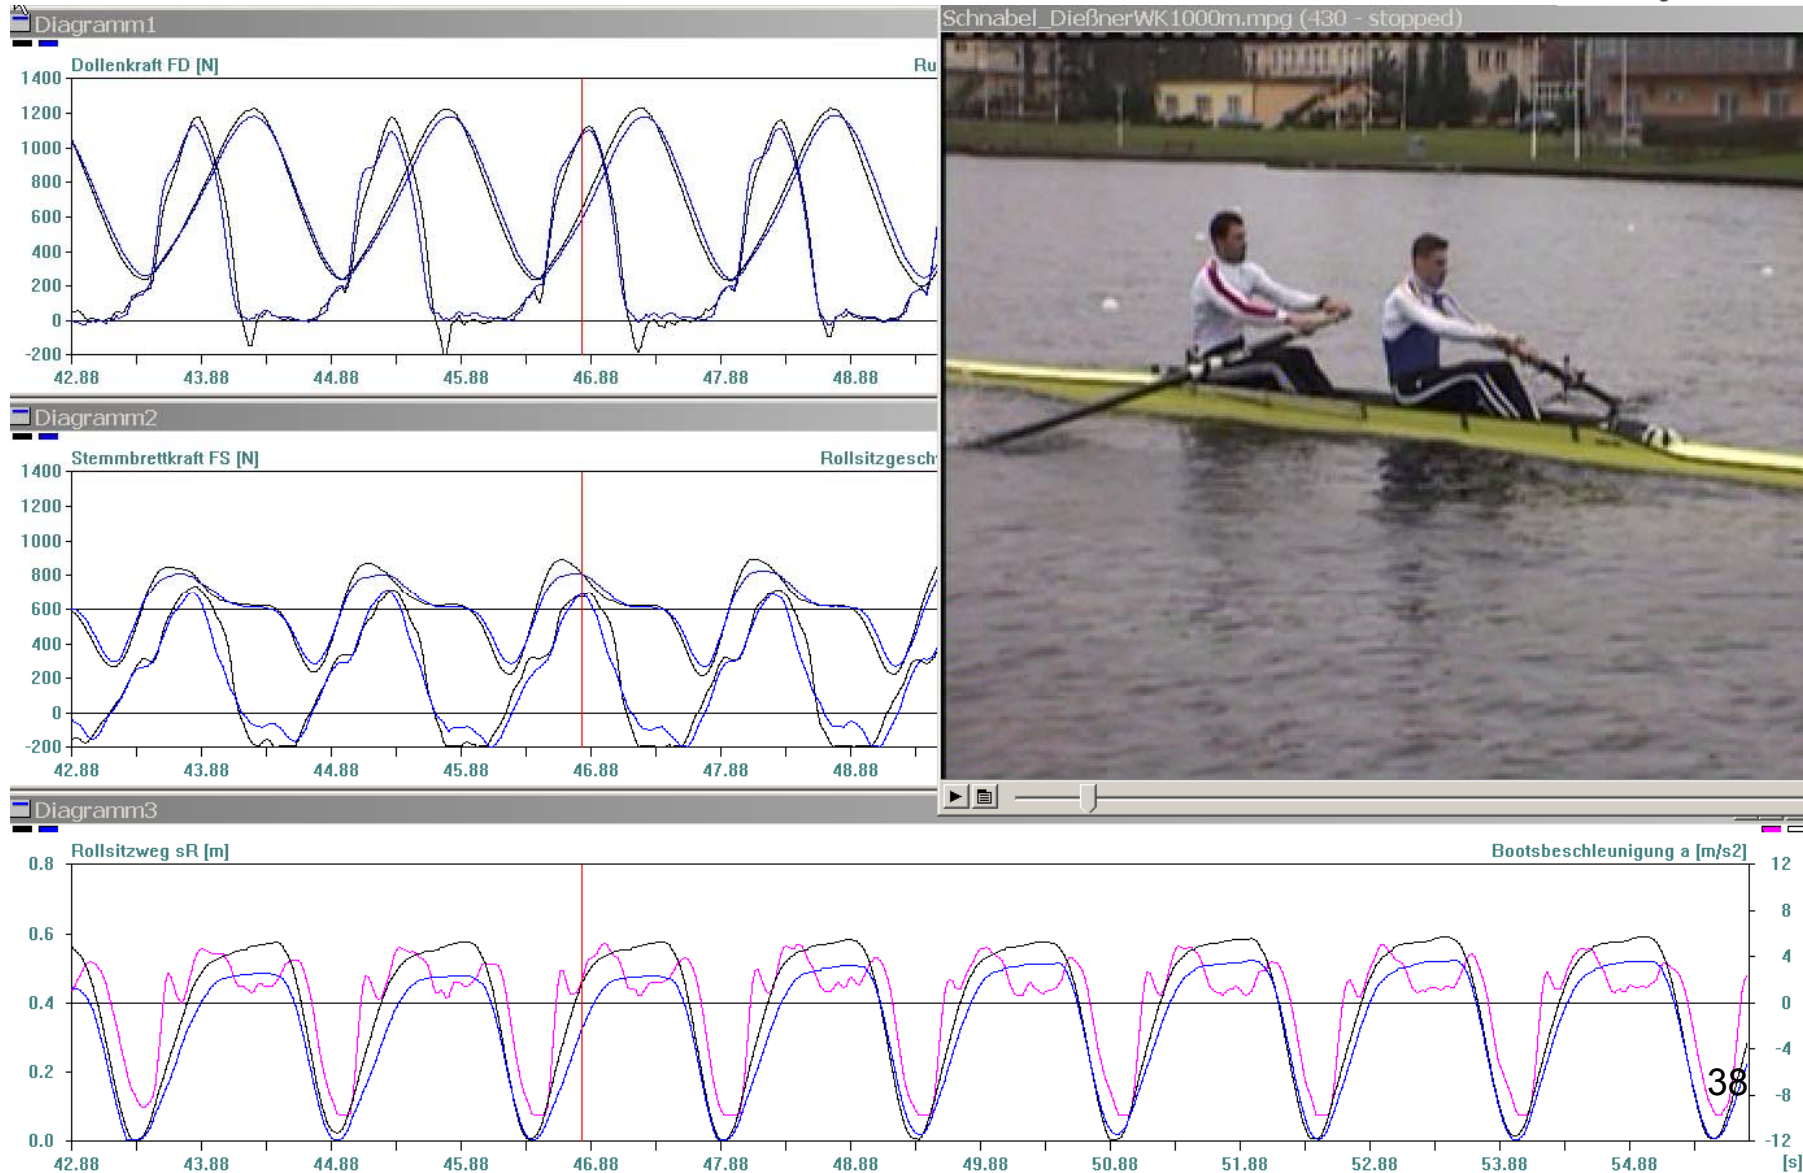 Diagramm1
Dollenkraft FD [N]
Ru
1400
1200
1000
800
600
400
200
0
-200
42.88 43.88 44.88 45.88 46.88 47.88 48.88
Schnabel_DießnerWK1000m.mpg (430 - stopped)
Diagramm2
Stemmbrettkraft FS [N]
Rollsitzgesch
1400
1200
1000
800
600
400
200
0
-200
42.88 43.88 44.88 45.88 46.88 47.88 48.88
Diagramm3
Rollsitzweg sR [m]
Bootsbeschleunigung a [m/s2]
0.8
0.6
0.4
0.2
0.0
12
8
4
0
-4
-8
-12
38
42.88 43.88 44.88 45.88 46.88 47.88 48.88 49.88 50.88 51.88 52.88 53.88 54.88 [s]